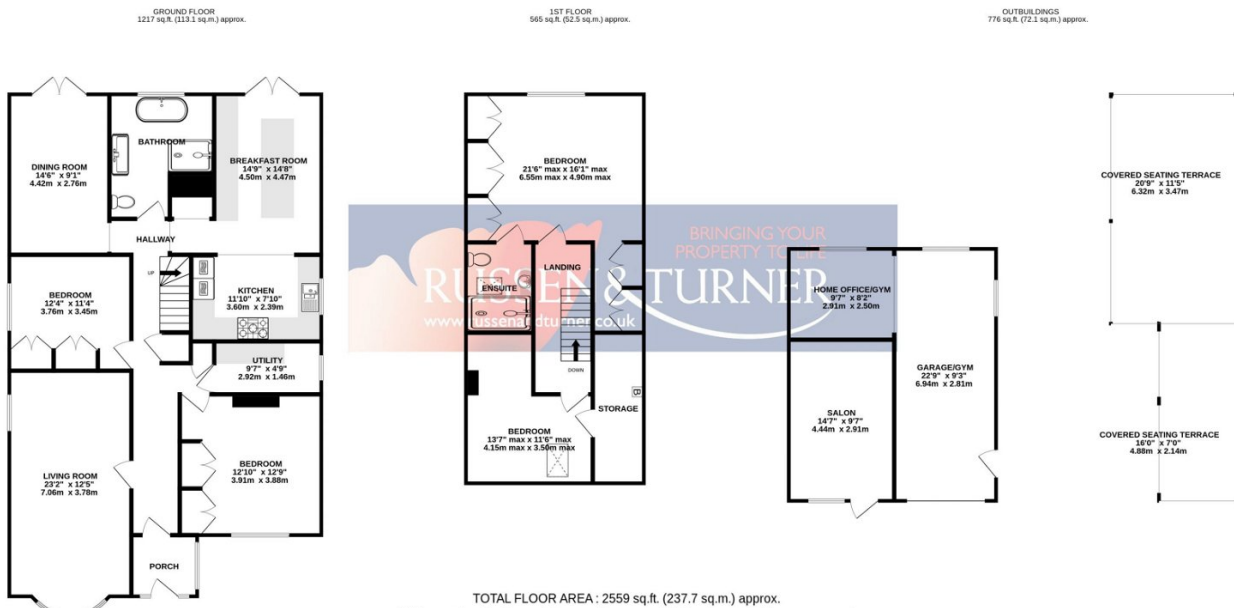 GROUND FLOOR
1217 sq.ft. (113.1 sq.m.) approx.
1ST FLOOR
565 sq.ft. (52.5 sq.m.) approx.
OUTBUILDINGS
776 sq.ft. (72.1 sq.m.) approx.
DINING ROOM
14'6" x 9'1"
4.42m x 2.76m
BATHROOM
BREAKFAST ROOM
14'9" x 14'8"
4.50m x 4.47m
HALLWAY
UP
BEDROOM
12'4" x 11'4"
3.76m x 3.45m
KITCHEN
11'10" x 7'10"
3.60m x 2.39m
UTILITY
9'7" x 4'9"
2.92m x 1.46m
LIVING ROOM
23'2" x 12'5"
7.06m x 3.78m
BEDROOM
12'10" x 12'9"
3.91m x 3.88m
PORCH
BEDROOM
21'6" max x 16'1" max
6.55m max x 4.90m max
LANDING
ENSUITE
DOWN
STORAGE
B
BEDROOM
13'7" max x 11'6" max
4.15m max x 3.50m max
BRINGING YOUR
PROPERTY TO LIFE
RUSSEN & TURNER
www.russenandturner.co.uk
HOME OFFICE/GYM
9'7" x 8'2"
2.91m x 2.50m
GARAGE/GYM
22'9" x 9'3"
6.94m x 2.81m
SALON
14'7" x 9'7"
4.44m x 2.91m
COVERED SEATING TERRACE
20'9" x 11'5"
6.32m x 3.47m
COVERED SEATING TERRACE
16'0" x 7'0"
4.88m x 2.14m
TOTAL FLOOR AREA : 2559 sq.ft. (237.7 sq.m.) approx.